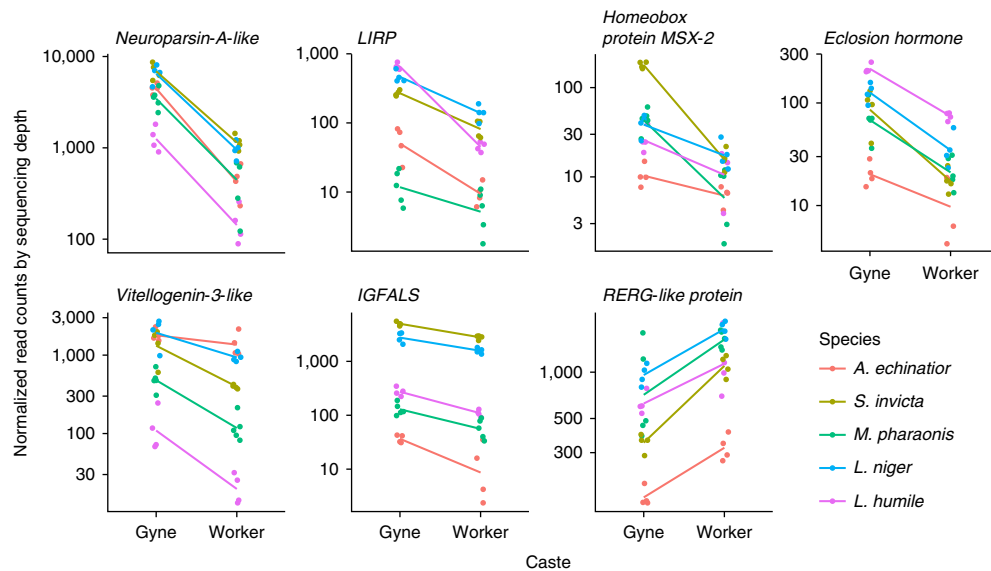 Normalized read counts by sequencing depth
Neuroparsin-A-like
10,000
1,000
100
LIRP
1,000
100
10
Homeobox
protein MSX-2
100
30
10
3
Eclosion hormone
300
100
30
10
Gyne
Worker
Vitellogenin-3-like
3,000
1,000
300
100
30
Gyne
Worker
IGFALS
1,000
100
10
Gyne
Worker
RERG-like protein
1,000
500
300
Gyne
Worker
Species
A. echinatior
S. invicta
M. pharaonis
L. niger
L. humile
Caste